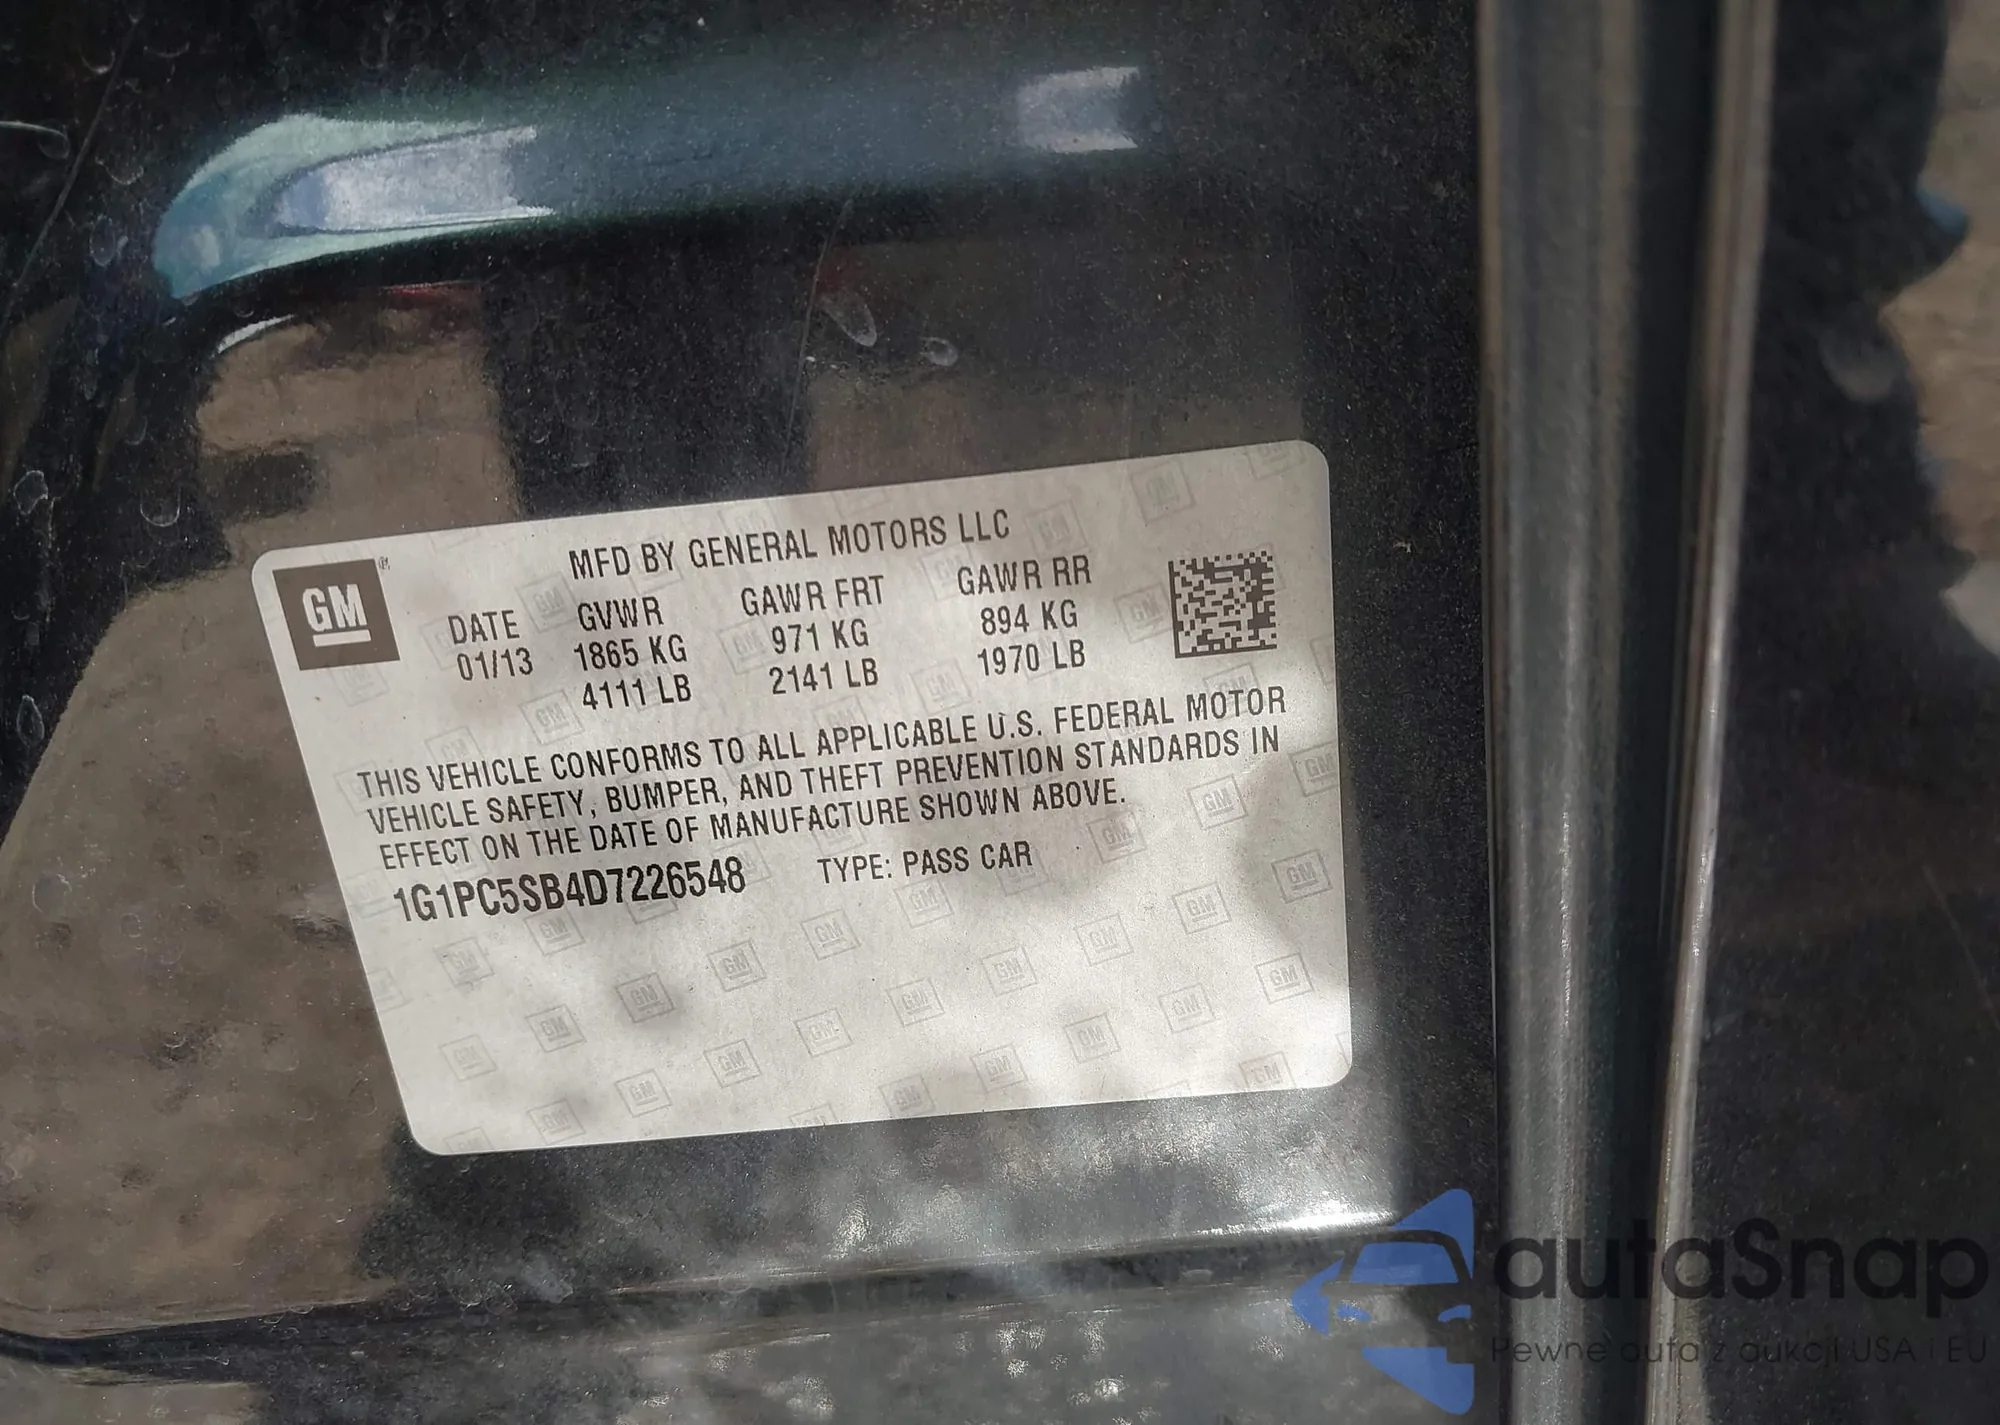 MFD BY GENERAL MOTORS LLC
GM®
DATE GVWR GAWR FRT GAWR RR
01/13 1865 KG 971 KG 894 KG
4111 LB 2141 LB 1970 LB
THIS VEHICLE CONFORMS TO ALL APPLICABLE U.S. FEDERAL MOTOR
VEHICLE SAFETY, BUMPER, AND THEFT PREVENTION STANDARDS IN
EFFECT ON THE DATE OF MANUFACTURE SHOWN ABOVE.
1G1PC5SB4D7226548 TYPE: PASS CAR
autaSnap
Pewne auta z aukcji USA i EU